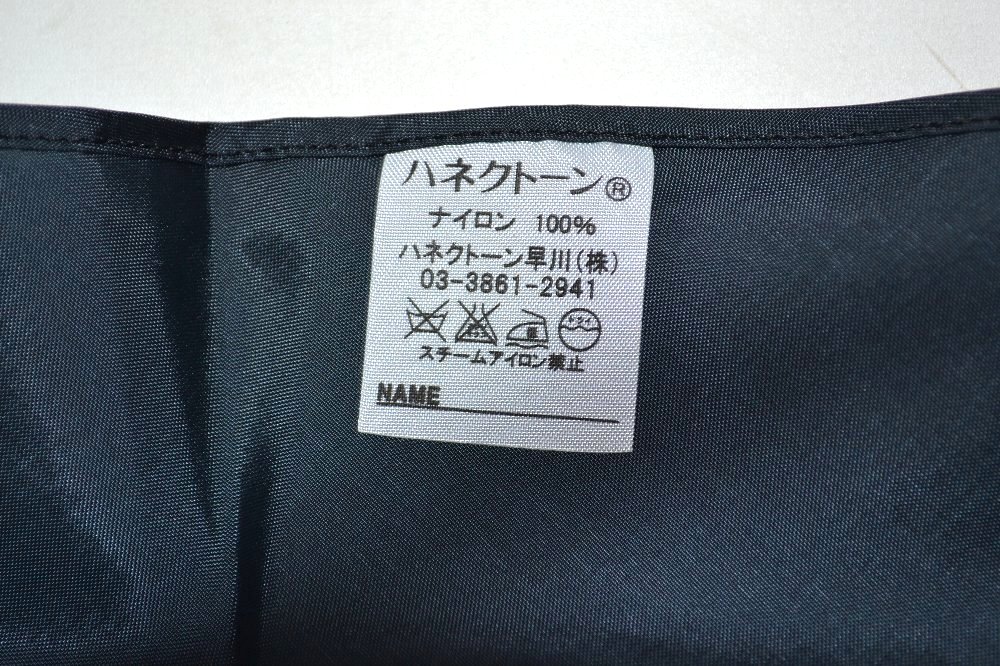 ハネクトーン®
ナイロン 100%
ハネクトーン早川(株)
03-3861-2941
スチームアイロン禁止
NAME